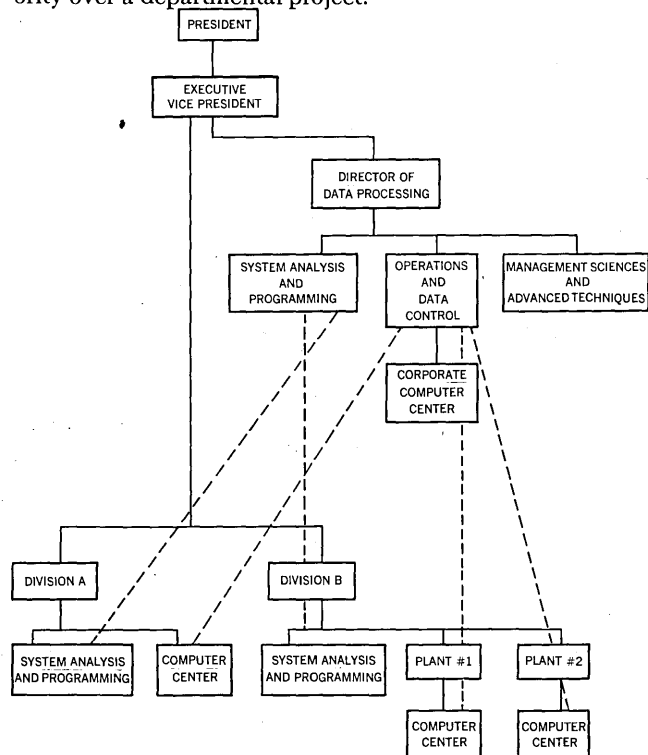 ority over a departmental project.
PRESIDENT
EXECUTIVE
VICE PRESIDENT
DIRECTOR OF
DATA PROCESSING
SYSTEM ANALYSIS
AND
PROGRAMMING
OPERATIONS
AND
DATA
CONTROL
MANAGEMENT SCIENCES
AND
ADVANCED TECHNIQUES
CORPORATE
COMPUTER
CENTER
DIVISION A
DIVISION B
SYSTEM ANALYSIS
AND PROGRAMMING
COMPUTER
CENTER
SYSTEM ANALYSIS
AND PROGRAMMING
PLANT #1
PLANT #2
COMPUTER
CENTER
COMPUTER
CENTER